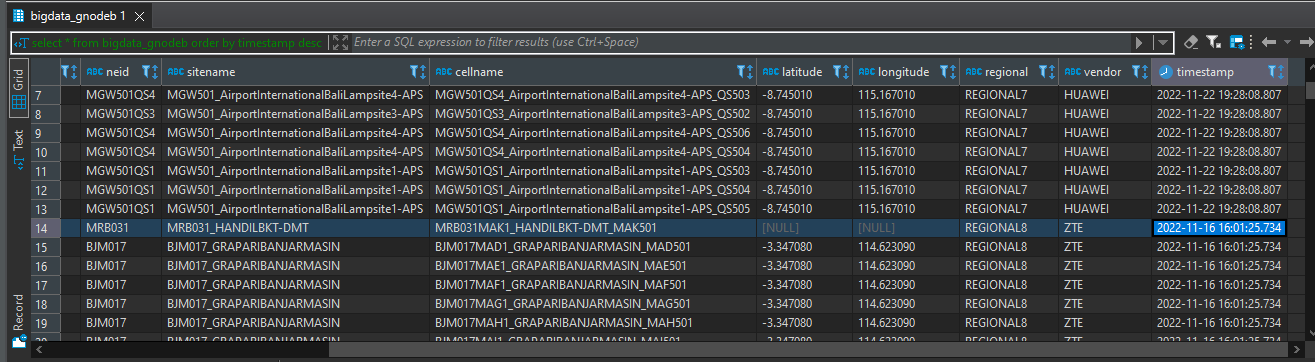 bigdata_gnodeb 1
select * from bigdata_gnodeb order by timestamp desc Enter a SQL expression to filter results (use Ctrl+Space)
Grid
Text
Record
ABC neid ABC sitename ABC cellname ABC latitude ABC longitude ABC regional ABC vendor timestamp
7 MGW501QS4 MGW501_AirportInternationalBaliLampsite4-APS MGW501QS4_AirportInternationalBaliLampsite4-APS_QS503 -8.745010 115.167010 REGIONAL7 HUAWEI 2022-11-22 19:28:08.807
8 MGW501QS3 MGW501_AirportInternationalBaliLampsite3-APS MGW501QS3_AirportInternationalBaliLampsite3-APS_QS502 -8.745010 115.167010 REGIONAL7 HUAWEI 2022-11-22 19:28:08.807
9 MGW501QS4 MGW501_AirportInternationalBaliLampsite4-APS MGW501QS4_AirportInternationalBaliLampsite4-APS_QS506 -8.745010 115.167010 REGIONAL7 HUAWEI 2022-11-22 19:28:08.807
10 MGW501QS4 MGW501_AirportInternationalBaliLampsite4-APS MGW501QS4_AirportInternationalBaliLampsite4-APS_QS504 -8.745010 115.167010 REGIONAL7 HUAWEI 2022-11-22 19:28:08.807
11 MGW501QS1 MGW501_AirportInternationalBaliLampsite1-APS MGW501QS1_AirportInternationalBaliLampsite1-APS_QS503 -8.745010 115.167010 REGIONAL7 HUAWEI 2022-11-22 19:28:08.807
12 MGW501QS1 MGW501_AirportInternationalBaliLampsite1-APS MGW501QS1_AirportInternationalBaliLampsite1-APS_QS504 -8.745010 115.167010 REGIONAL7 HUAWEI 2022-11-22 19:28:08.807
13 MGW501QS1 MGW501_AirportInternationalBaliLampsite1-APS MGW501QS1_AirportInternationalBaliLampsite1-APS_QS505 -8.745010 115.167010 REGIONAL7 HUAWEI 2022-11-22 19:28:08.807
14 MRB031 MRB031_HANDILBKT-DMT MRB031MAK1_HANDILBKT-DMT_MAK501 [NULL] [NULL] REGIONAL8 ZTE 2022-11-16 16:01:25.734
15 BJM017 BJM017_GRAPARIBANJARMASIN BJM017MAD1_GRAPARIBANJARMASIN_MAD501 -3.347080 114.623090 REGIONAL8 ZTE 2022-11-16 16:01:25.734
16 BJM017 BJM017_GRAPARIBANJARMASIN BJM017MAE1_GRAPARIBANJARMASIN_MAE501 -3.347080 114.623090 REGIONAL8 ZTE 2022-11-16 16:01:25.734
17 BJM017 BJM017_GRAPARIBANJARMASIN BJM017MAF1_GRAPARIBANJARMASIN_MAF501 -3.347080 114.623090 REGIONAL8 ZTE 2022-11-16 16:01:25.734
18 BJM017 BJM017_GRAPARIBANJARMASIN BJM017MAG1_GRAPARIBANJARMASIN_MAG501 -3.347080 114.623090 REGIONAL8 ZTE 2022-11-16 16:01:25.734
19 BJM017 BJM017_GRAPARIBANJARMASIN BJM017MAH1_GRAPARIBANJARMASIN_MAH501 -3.347080 114.623090 REGIONAL8 ZTE 2022-11-16 16:01:25.734